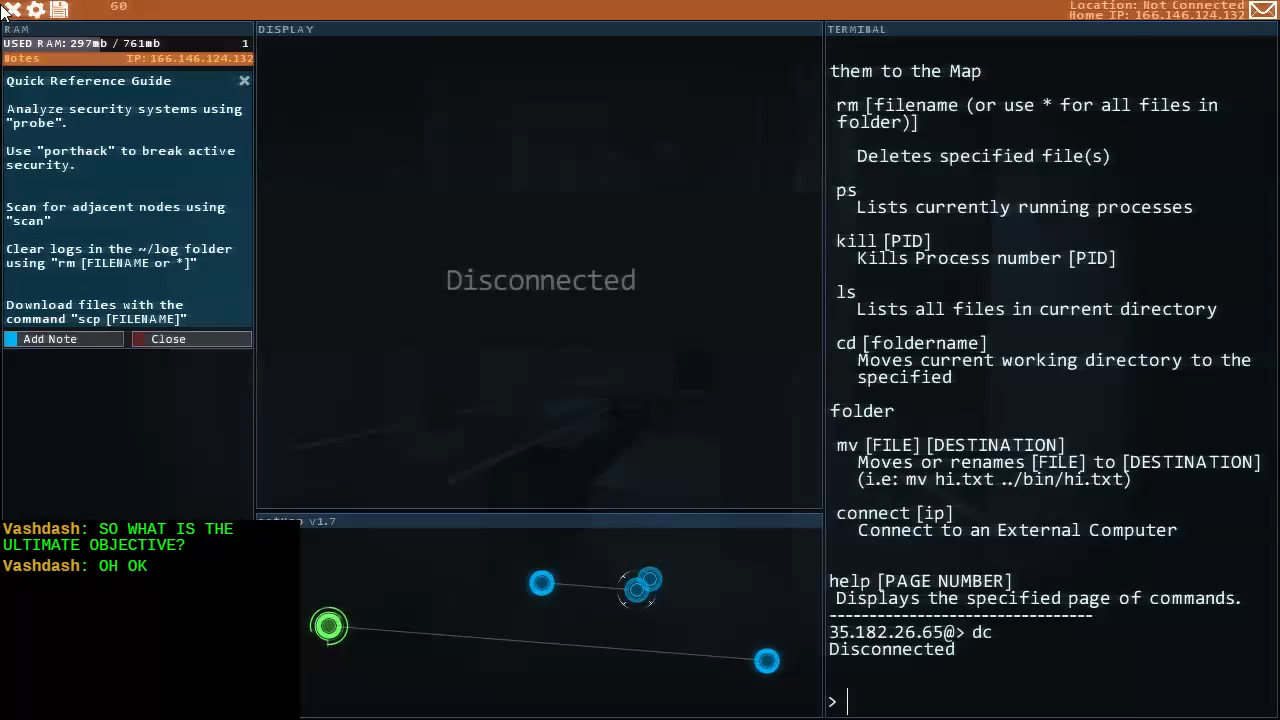 60
Location: Not Connected
Home IP: 166.146.124.132
RAM
USED RAM: 297mb / 761mb 1
Notes IP: 166.146.124.132
Quick Reference Guide
Analyze security systems using
"probe".
Use "porthack" to break active
security.
Scan for adjacent nodes using
"scan"
Clear logs in the ~/log folder
using "rm [FILENAME or *]"
Download files with the
command "scp [FILENAME]"
Add Note Close
Vashdash: SO WHAT IS THE
ULTIMATE OBJECTIVE?
Vashdash: OH OK
DISPLAY
Disconnected
v1.7
TERMINAL
them to the Map
rm [filename (or use * for all files in
folder)]
Deletes specified file(s)
ps
Lists currently running processes
kill [PID]
Kills Process number [PID]
ls
Lists all files in current directory
cd [foldername]
Moves current working directory to the
specified
folder
mv [FILE] [DESTINATION]
Moves or renames [FILE] to [DESTINATION]
(i.e: mv hi.txt ../bin/hi.txt)
connect [ip]
Connect to an External Computer
help [PAGE NUMBER]
Displays the specified page of commands.
---------------------------------
35.182.26.65@> dc
Disconnected
>